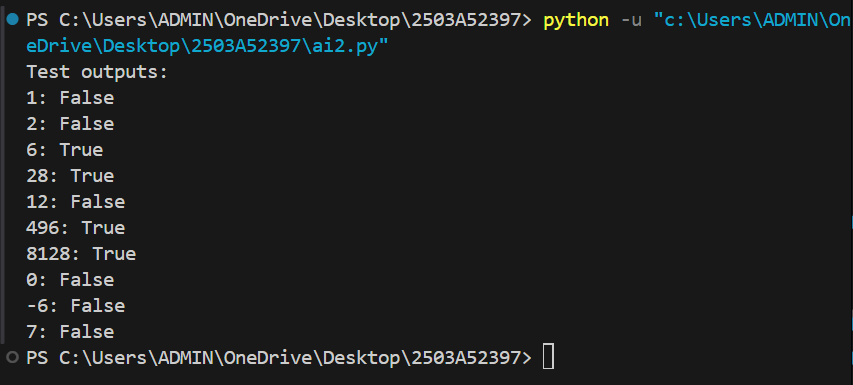 PS C:\Users\ADMIN\OneDrive\Desktop\2503A52397> python -u "c:\Users\ADMIN\On
eDrive\Desktop\2503A52397\ai2.py"
Test outputs:
1: False
2: False
6: True
28: True
12: False
496: True
8128: True
0: False
-6: False
7: False
PS C:\Users\ADMIN\OneDrive\Desktop\2503A52397>